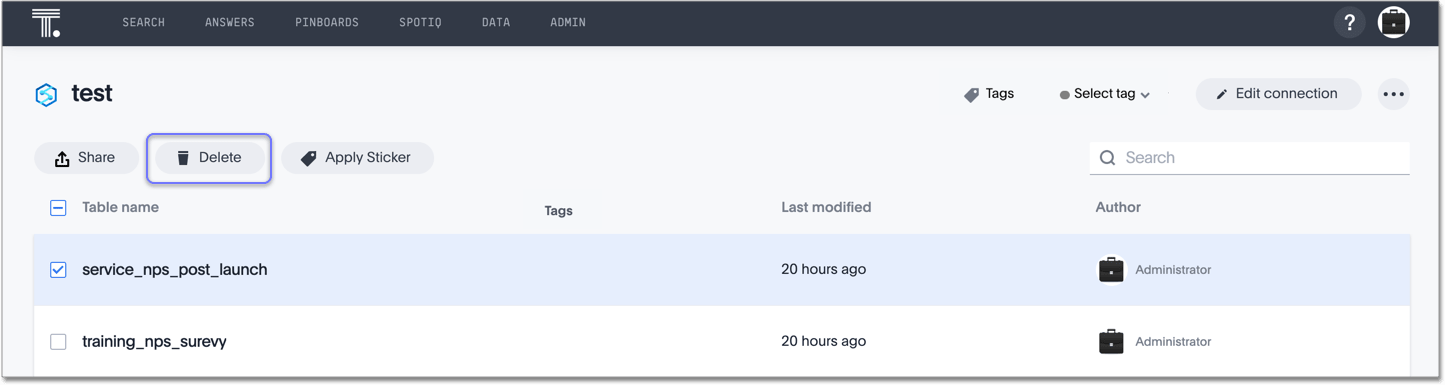 T. SEARCH ANSWERS PINBOARDS SPOTIQ DATA ADMIN ?
test Tags Select tag Edit connection
Share Delete Apply Sticker Search
Table name Tags Last modified Author
service_nps_post_launch 20 hours ago Administrator
training_nps_surevy 20 hours ago Administrator